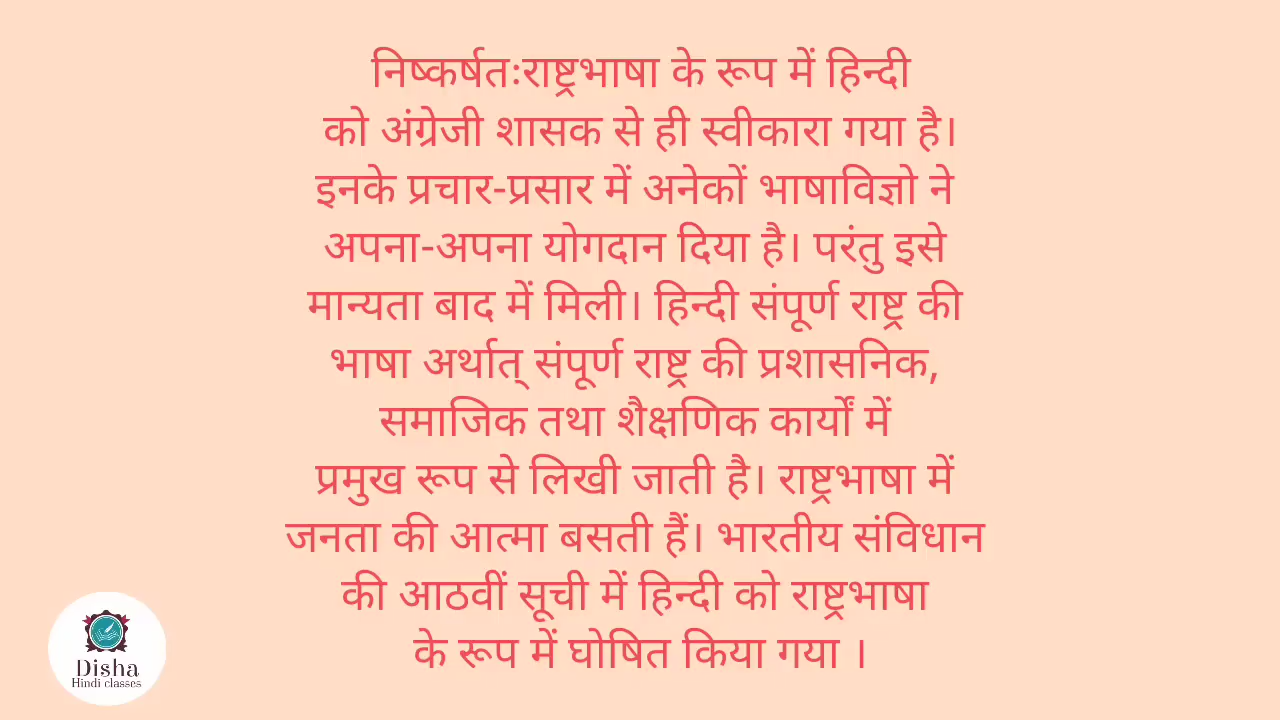 निष्कर्षतःराष्ट्रभाषा के रूप में हिन्दी
को अंग्रेजी शासक से ही स्वीकारा गया है।
इनके प्रचार-प्रसार में अनेकों भाषाविज्ञो ने
अपना-अपना योगदान दिया है। परंतु इसे
मान्यता बाद में मिली। हिन्दी संपूर्ण राष्ट्र की
भाषा अर्थात् संपूर्ण राष्ट्र की प्रशासनिक,
समाजिक तथा शैक्षणिक कार्यों में
प्रमुख रूप से लिखी जाती है। राष्ट्रभाषा में
जनता की आत्मा बसती हैं। भारतीय संविधान
की आठवीं सूची में हिन्दी को राष्ट्रभाषा
के रूप में घोषित किया गया ।
Disha
Hindi classes